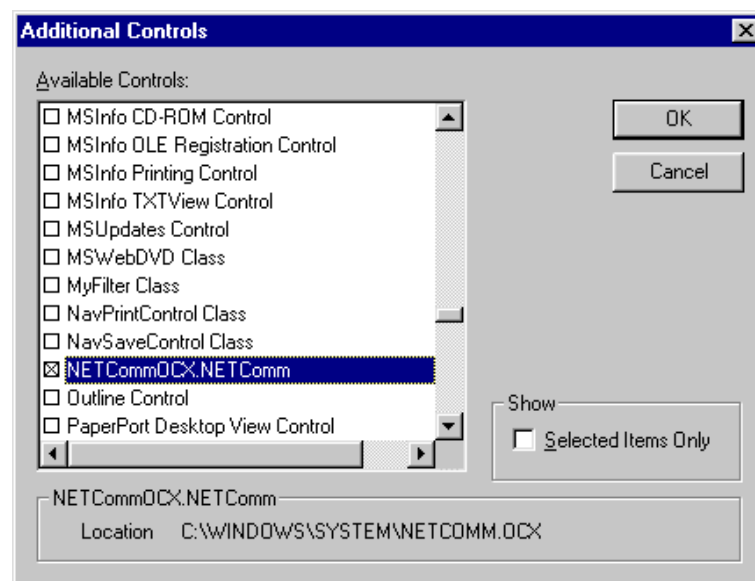 Additional Controls
Available Controls:
MSInfo CD-ROM Control
MSInfo OLE Registration Control
MSInfo Printing Control
MSInfo TXTView Control
MSUpdates Control
MSWebDVD Class
MyFilter Class
NavPrintControl Class
NavSaveControl Class
NETCommOCX.NETComm
Outline Control
PaperPort Desktop View Control
OK
Cancel
Show
Selected Items Only
NETCommOCX.NETComm
Location C:\WINDOWS\SYSTEM\NETCOMM.OCX